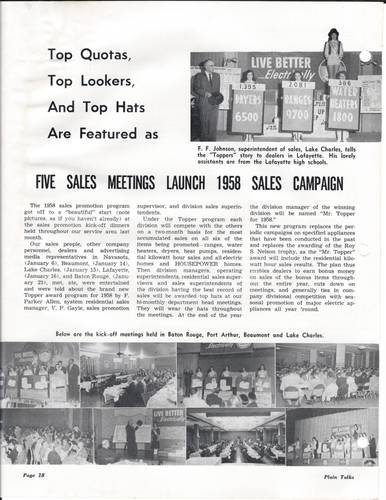 Top Quotas,
Top Lookers,
And Top Hats
Are Featured as
LIVE BETTER
Electrically
1,395
DRYERS
6500
2081
RANGES
9700
366
WATER
HEATERS
1800
F. F. Johnson, superintendent of sales, Lake Charles, tells
the "Toppers" story to dealers in Lafayette. His lovely
assistants are from the Lafayette high schools.
FIVE SALES MEETINGS LAUNCH 1958 SALES CAMPAIGN
The 1958 sales promotion program
got off to a "beautiful" start (note
pictures, as if you haven't already) at
the sales promotion kick-off dinners
held throughout our service area last
month.
Our sales people, other company
personnel, dealers and advertising
media representatives in Navasota,
(January 6), Beaumont, (January 14),
Lake Charles, (January 15), Lafayette,
(January 16), and Baton Rouge, (Janu-
ary 22), met, ate, were entertained
and were told about the brand new
Topper award program for 1958 by F.
Parker Allen, system residential sales
manager, V. P. Gayle, sales promotion
supervisor, and division sales superin-
tendents.
Under the Topper program each
division will compete with the others
on a two-month basis for the most
accumulated sales on all six of the
items being promoted—ranges, water
heaters, dryers, heat pumps, residen-
tial kilowatt hour sales and all-electric
homes and HOUSEPOWER homes.
Then division managers, operating
superintendents, residential sales super-
visors and sales superintendents of
the division having the best record of
sales will be awarded top hats at our
bi-monthly department head meetings.
They will wear the hats throughout
the meetings. At the end of the year
the division manager of the winning
division will be named "Mr. Topper
for 1958."
This new program replaces the per-
iodic campaigns on specified appliances
that have been conducted in the past
and replaces the awarding of the Roy
S. Nelson trophy, as the "Mr. Topper"
award will include the residential kilo-
watt hour sales results. The plan thus
enables dealers to earn bonus money
on sales of the bonus items through-
out the entire year, cuts down on
meetings, and generally ties in com-
pany divisional competition with sea-
sonal promotion of major electric ap-
pliances all year 'round.
Below are the kick-off meetings held in Baton Rouge, Port Arthur, Beaumont and Lake Charles.
LIVE BETTER
Electrically
Page 18
Plain Talks